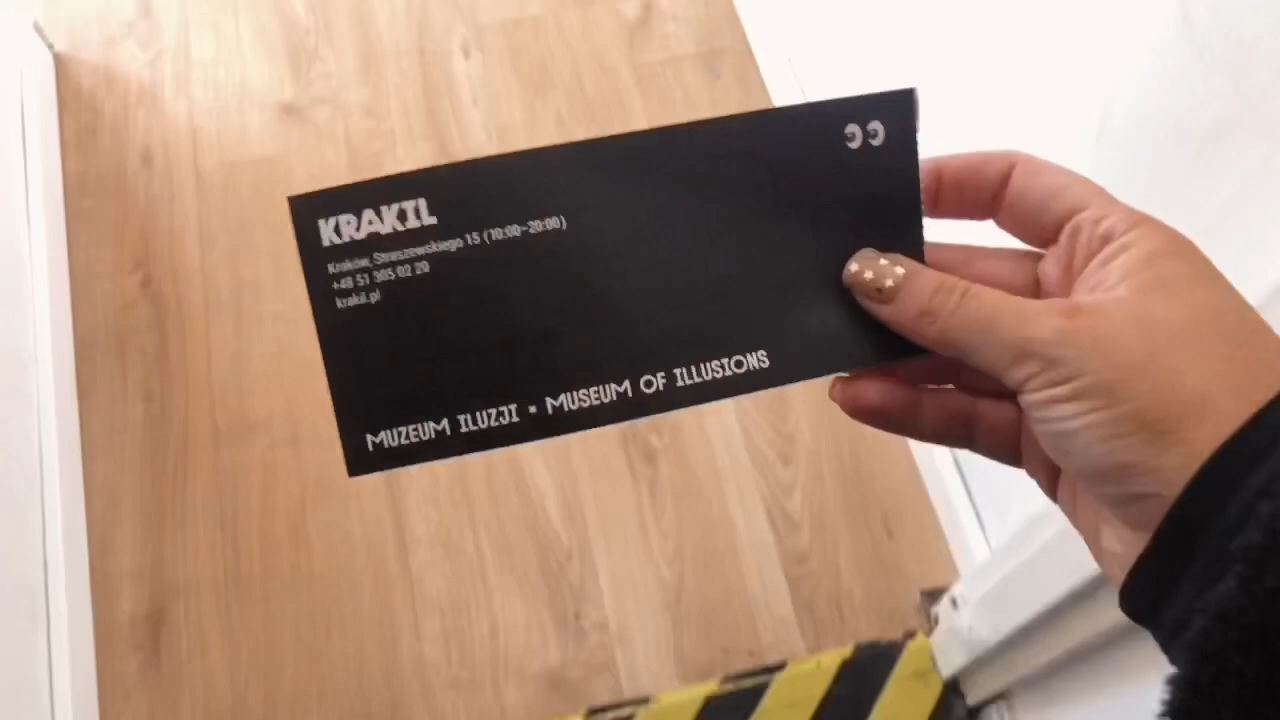 KRAKIL
Kraków, Straszewskiego 15 (10:00–20:00)
+48 51 305 02 20
krakil.pl
MUZEUM ILUZJI ▪ MUSEUM OF ILLUSIONS